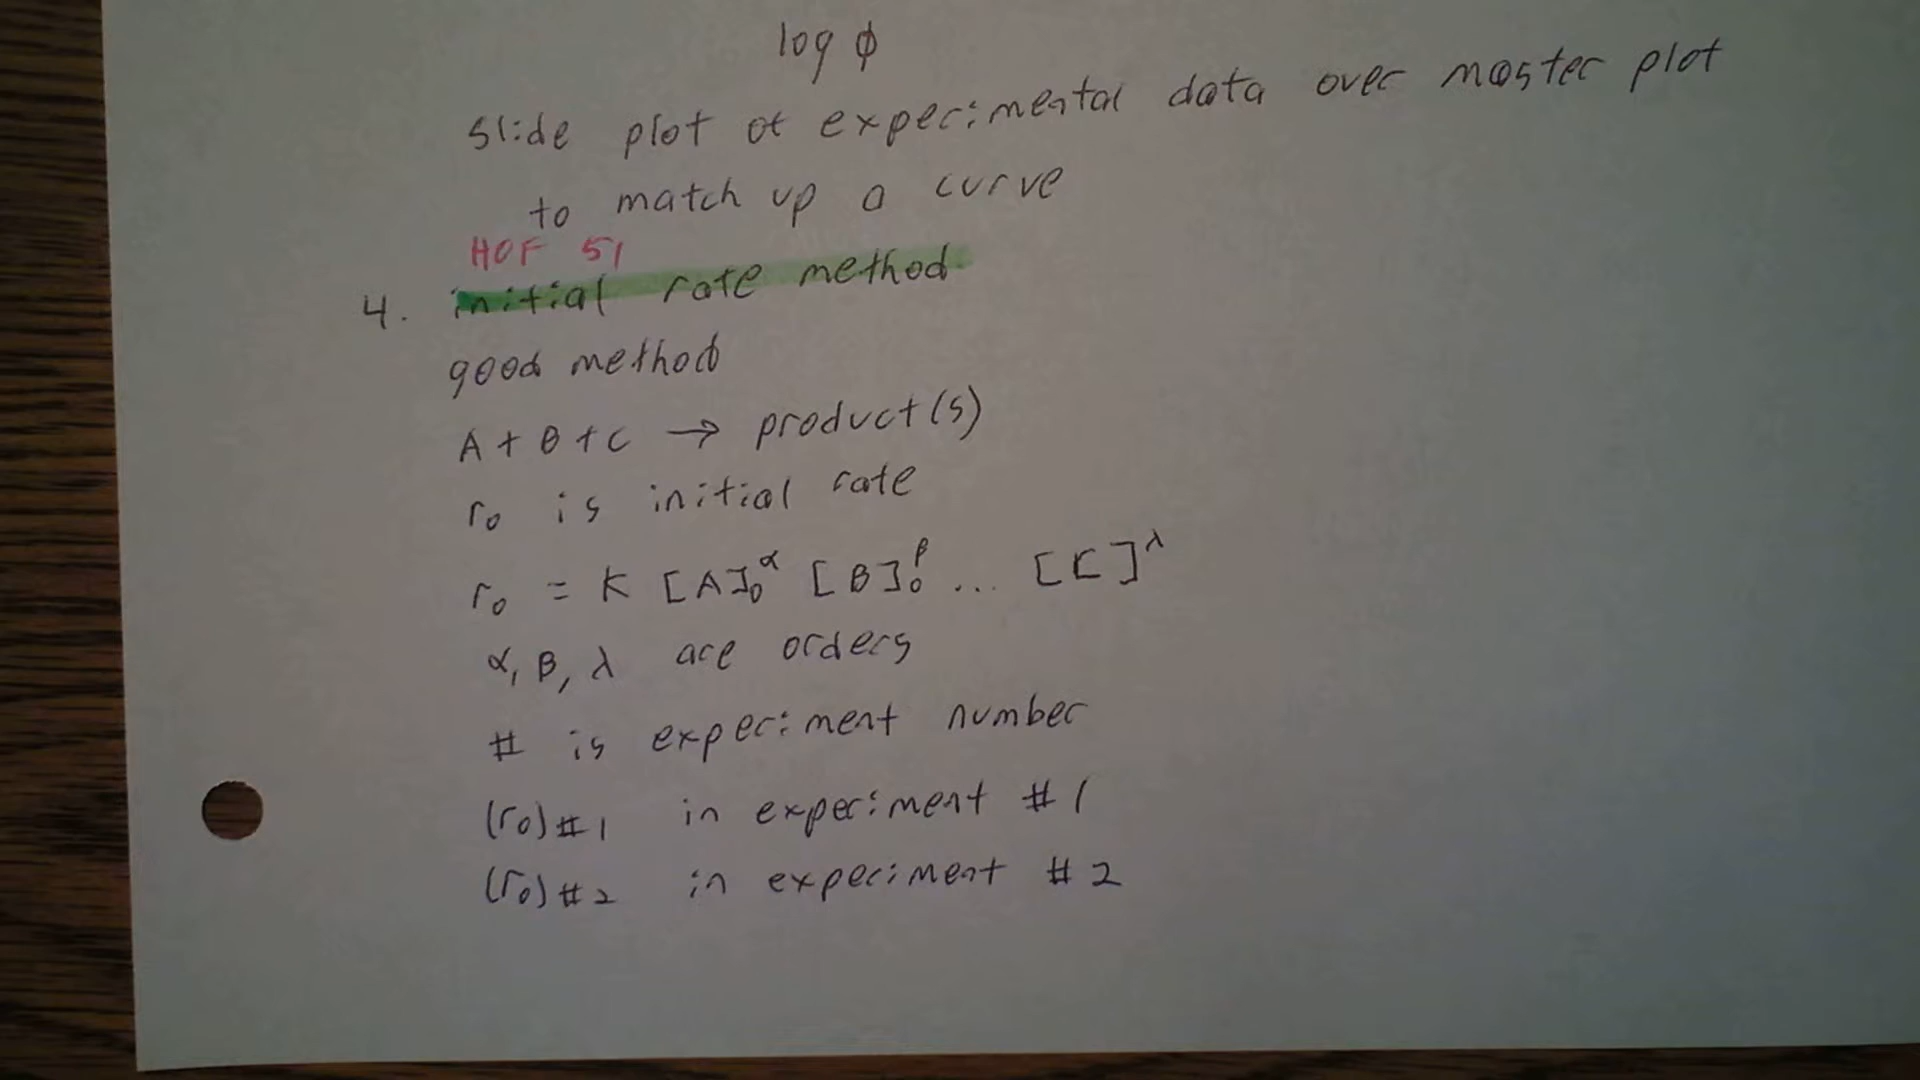 log ϕ
slide plot of experimental data over master plot
to match up a curve
HOF 51
4. initial rate method
good method
A + B + C → product(s)
r₀ is initial rate
r₀ = K [A]₀^α [B]₀^β ... [C]^λ
α, β, λ are orders
# is experiment number
(r₀)#1 in experiment #1
(r₀)#2 in experiment #2